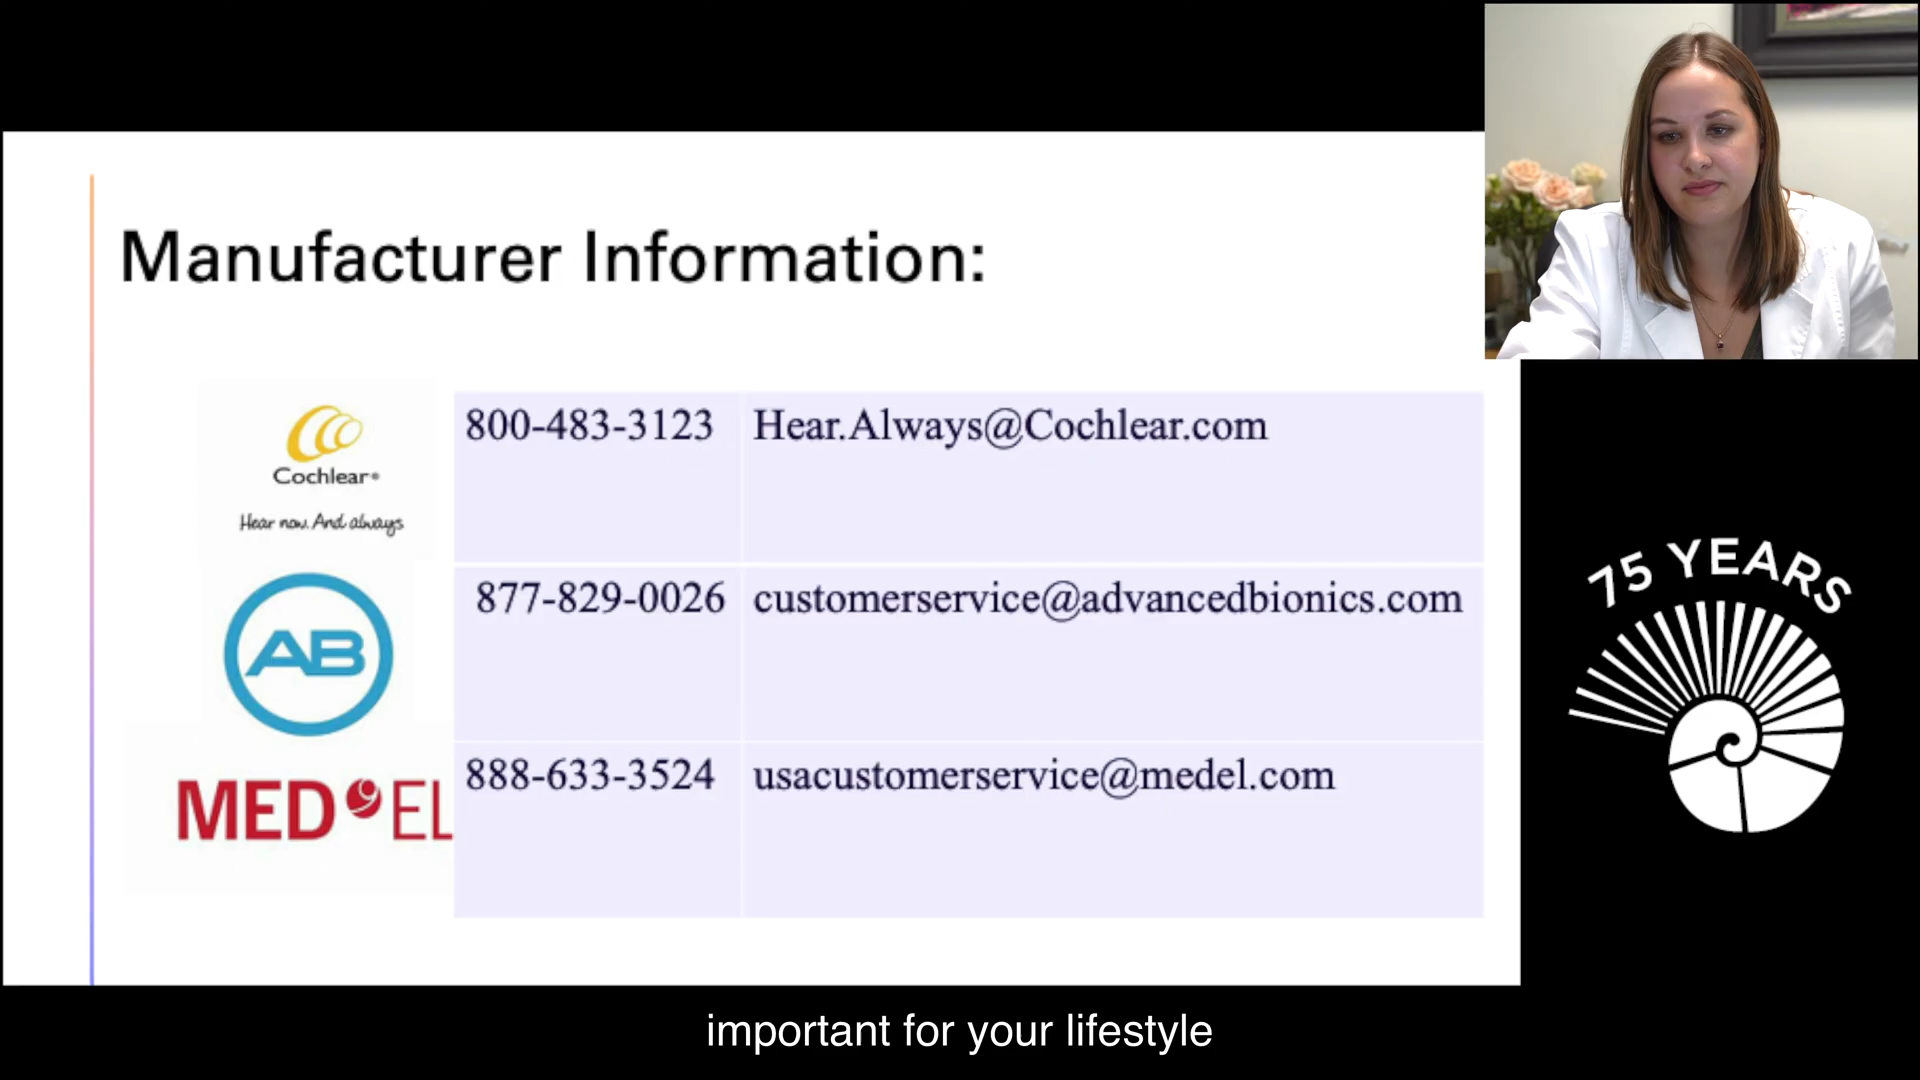 Manufacturer Information:
Cochlear®
Hear now. And always
800-483-3123
Hear.Always@Cochlear.com
AB
877-829-0026
customerservice@advancedbionics.com
MED EL
888-633-3524
usacustomerservice@medel.com
75 YEARS
important for your lifestyle